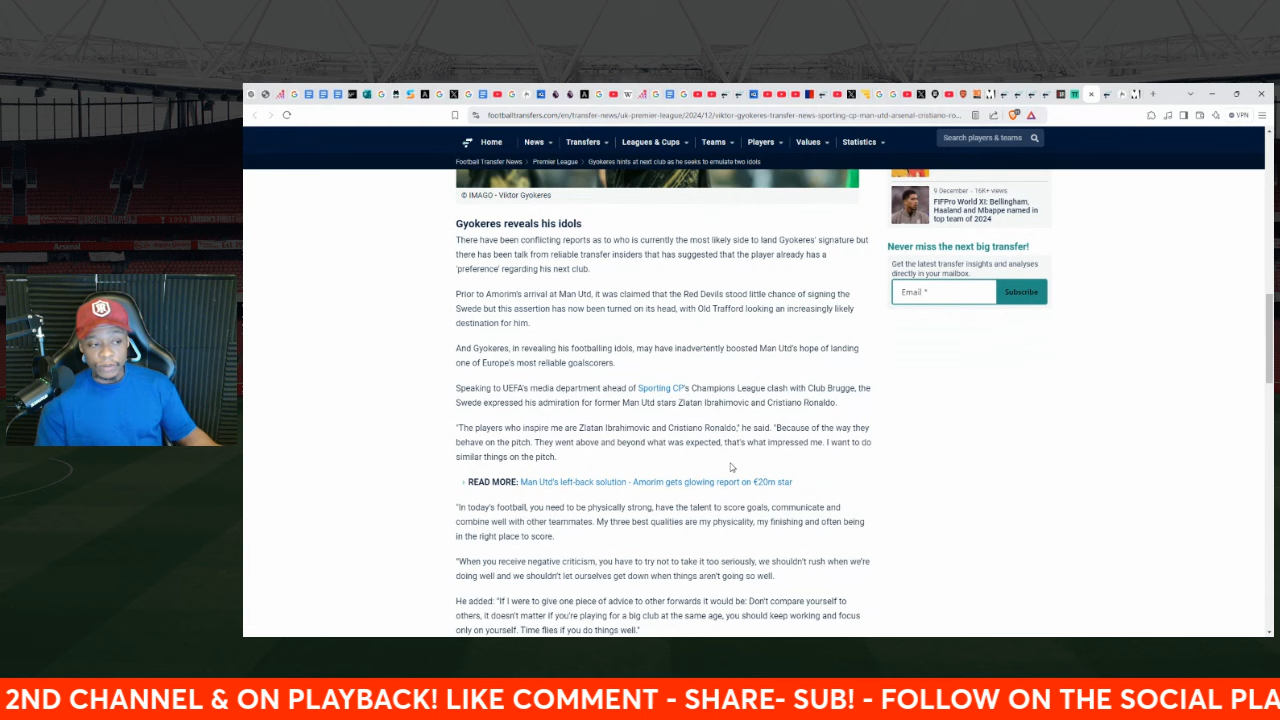 footballtransfers.com/en/transfer-news/uk-premier-league/2024/12/viktor-gyokeres-transfer-news-sporting-cp-man-utd-arsenal-cristiano-ro...
VPN
Home News Transfers Leagues & Cups Teams Players Values Statistics
Search players & teams
Football Transfer News > Premier League > Gyokeres hints at next club as he seeks to emulate two idols
© IMAGO - Viktor Gyokeres
Gyokeres reveals his idols
There have been conflicting reports as to who is currently the most likely side to land Gyokeres' signature but
there has been talk from reliable transfer insiders that has suggested that the player already has a
'preference' regarding his next club.
Prior to Amorim's arrival at Man Utd, it was claimed that the Red Devils stood little chance of signing the
Swede but this assertion has now been turned on its head, with Old Trafford looking an increasingly likely
destination for him.
And Gyokeres, in revealing his footballing idols, may have inadvertently boosted Man Utd's hope of landing
one of Europe's most reliable goalscorers.
Speaking to UEFA's media department ahead of Sporting CP's Champions League clash with Club Brugge, the
Swede expressed his admiration for former Man Utd stars Zlatan Ibrahimovic and Cristiano Ronaldo.
"The players who inspire me are Zlatan Ibrahimovic and Cristiano Ronaldo," he said. "Because of the way they
behave on the pitch. They went above and beyond what was expected, that's what impressed me. I want to do
similar things on the pitch.
READ MORE: Man Utd's left-back solution - Amorim gets glowing report on €20m star
"In today's football, you need to be physically strong, have the talent to score goals, communicate and
combine well with other teammates. My three best qualities are my physicality, my finishing and often being
in the right place to score.
"When you receive negative criticism, you have to try not to take it too seriously, we shouldn't rush when we're
doing well and we shouldn't let ourselves get down when things aren't going so well.
He added: "If I were to give one piece of advice to other forwards it would be: Don't compare yourself to
others, it doesn't matter if you're playing for a big club at the same age, you should keep working and focus
only on yourself. Time flies if you do things well."
9 December - 16K+ views
FIFPro World XI: Bellingham,
Haaland and Mbappe named in
top team of 2024
Never miss the next big transfer!
Get the latest transfer insights and analyses
directly in your mailbox.
Email *
Subscribe
Arsenal
2ND CHANNEL & ON PLAYBACK! LIKE COMMENT - SHARE- SUB! - FOLLOW ON THE SOCIAL PLA